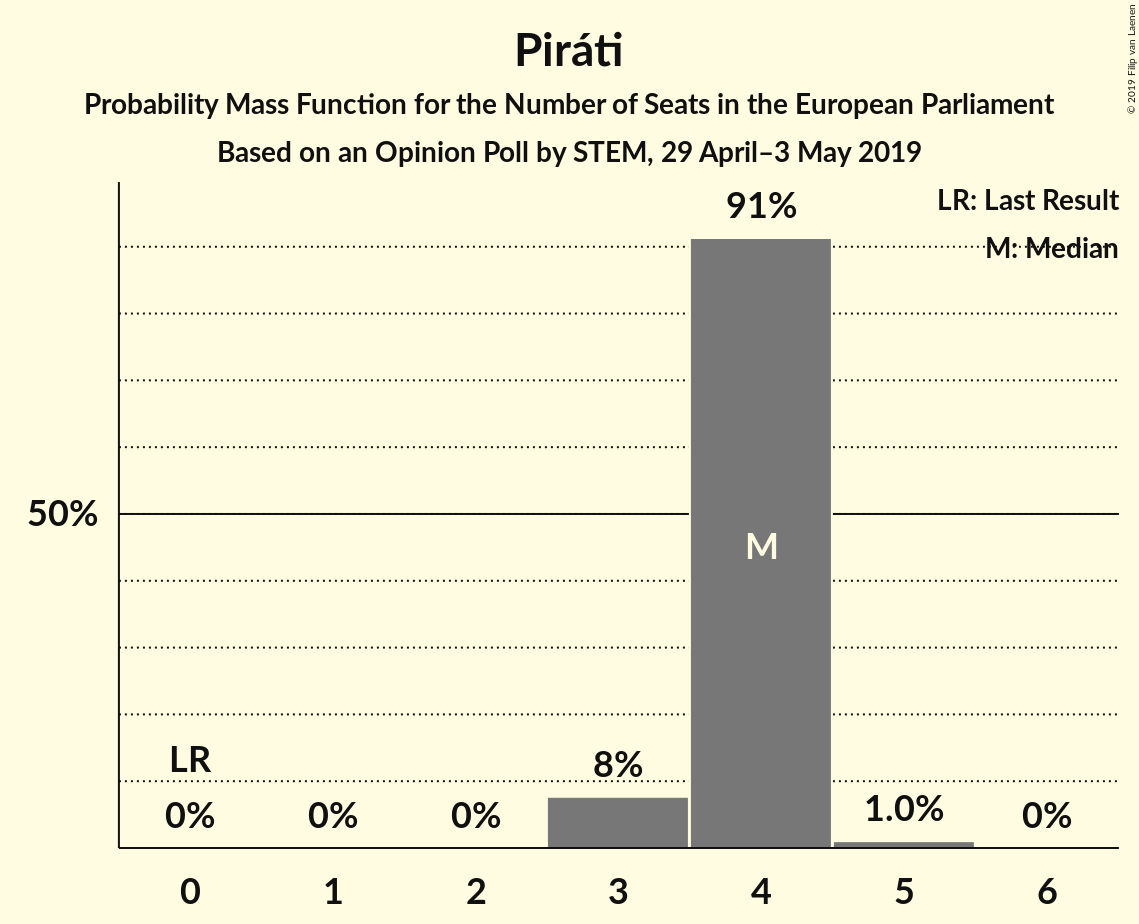 Piráti
Probability Mass Function for the Number of Seats in the European Parliament
Based on an Opinion Poll by STEM, 29 April–3 May 2019
© 2019 Filip van Laenen
LR: Last Result
M: Median
91%
50%
M
LR
8%
0%
0%
0%
1.0%
0%
0 1 2 3 4 5 6